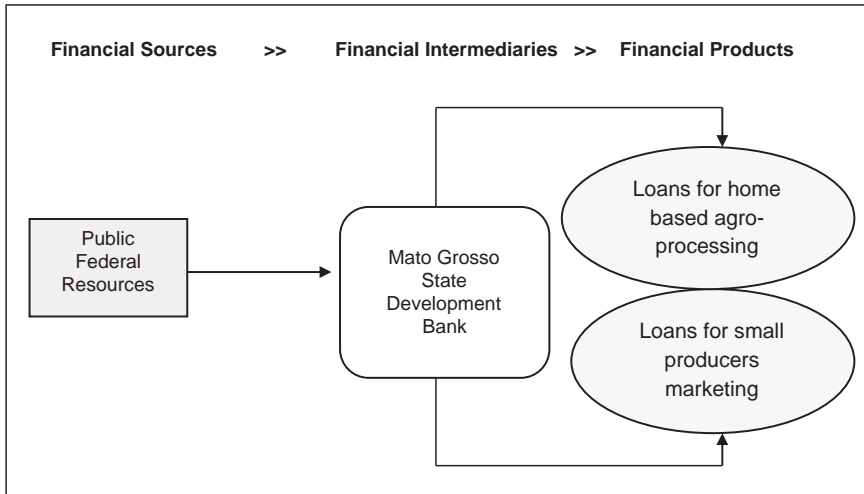 Financial Sources >> Financial Intermediaries >> Financial Products
Public
Federal
Resources
Mato Grosso
State
Development
Bank
Loans for home
based agro-
processing
Loans for small
producers
marketing